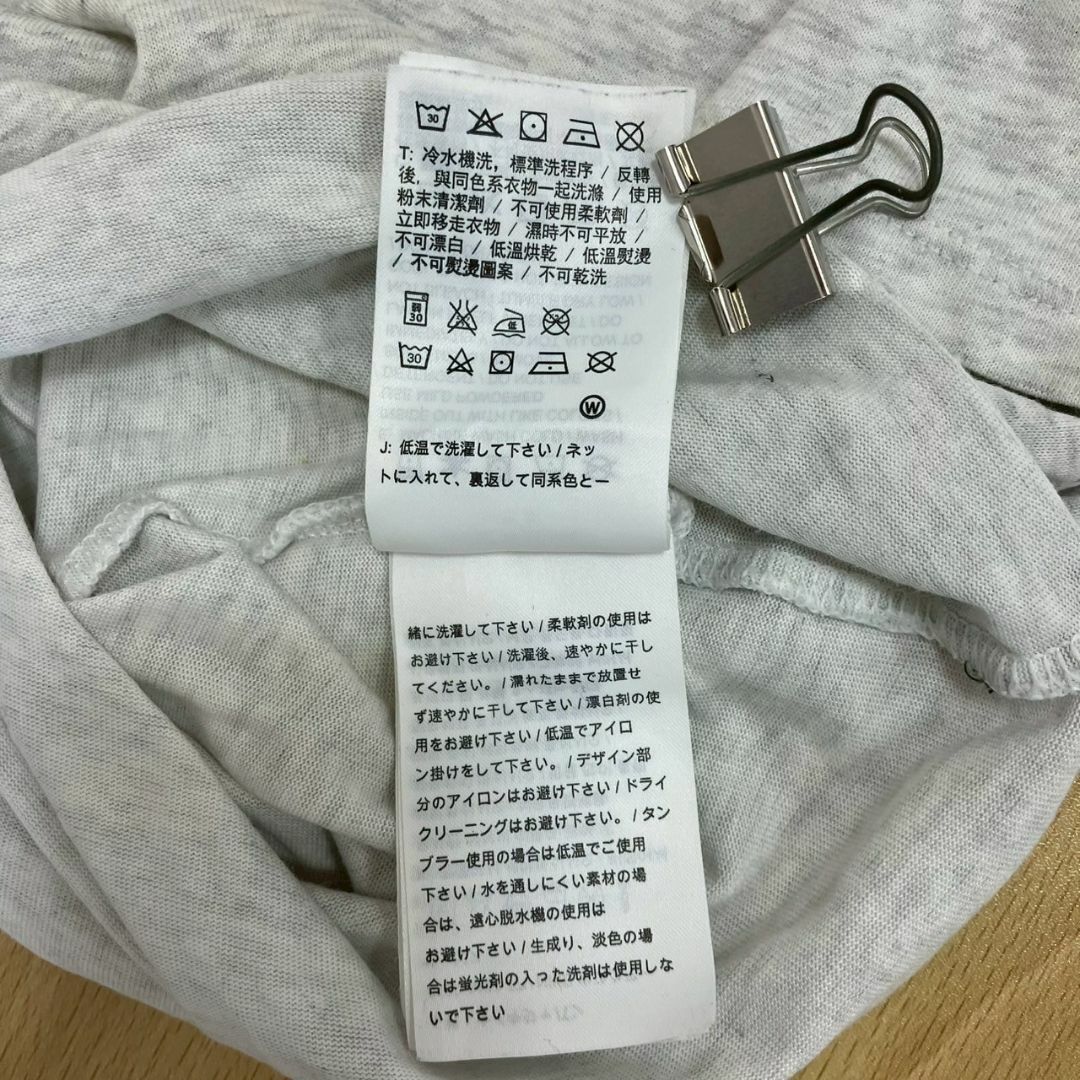 30
T: 冷水機洗，標準洗程序 / 反轉
後，與同色系衣物一起洗滌 / 使用
粉末清潔劑 / 不可使用柔軟劑 /
立即移走衣物 / 濕時不可平放 /
不可漂白 / 低溫烘乾 / 低溫熨燙
/ 不可熨燙圖案 / 不可乾洗
弱
30
低
30
W
J: 低温で洗濯して下さい / ネッ
トに入れて、裏返して同系色と一
緒に洗濯して下さい / 柔軟剤の使用は
お避け下さい / 洗濯後、速やかに干し
てください。 / 濡れたままで放置せ
ず速やかに干して下さい / 漂白剤の使
用をお避け下さい / 低温でアイロ
ン掛けをして下さい。 / デザイン部
分のアイロンはお避け下さい / ドライ
クリーニングはお避け下さい。 / タン
ブラー使用の場合は低温でご使用
下さい / 水を通しにくい素材の場
合は、遠心脱水機の使用は
お避け下さい / 生成り、淡色の場
合は蛍光剤の入った洗剤は使用しな
いで下さい